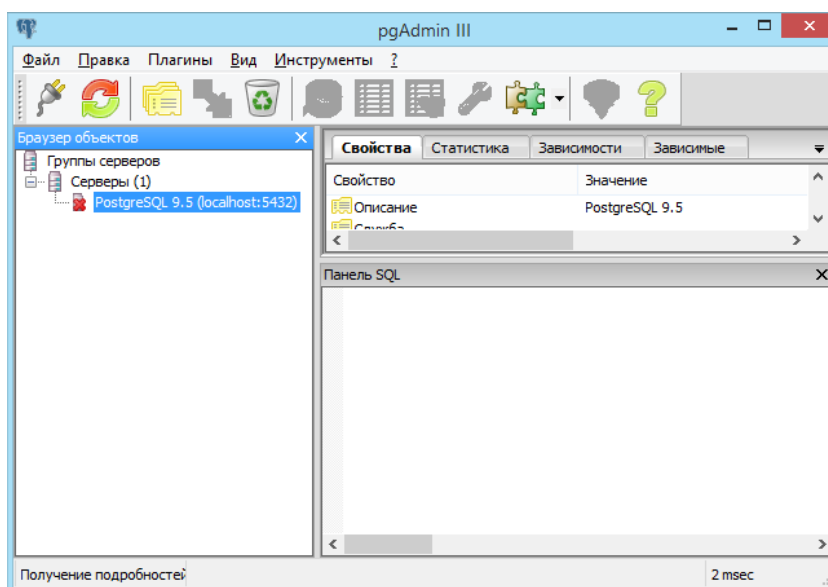 pgAdmin III
Файл Правка Плагины Вид Инструменты ?
Браузер объектов
Группы серверов
Серверы (1)
PostgreSQL 9.5 (localhost:5432)
Свойства Статистика Зависимости Зависимые
Свойство Значение
Описание PostgreSQL 9.5
Служба
Панель SQL
Получение подробностей
2 msec